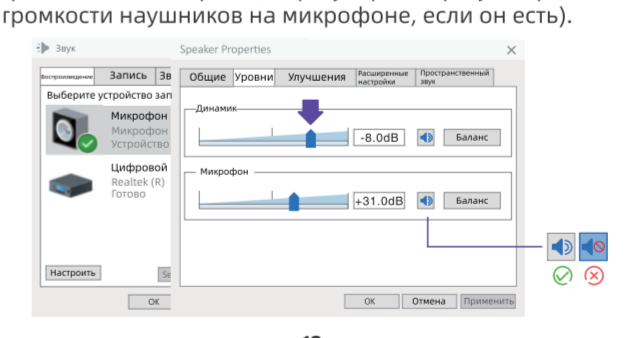 громкости наушников на микрофоне, если он есть).
Звук
Воспроизведение Запись Зв
Выберите устройство зап
Микрофон
Микрофон
Устройство
Цифровой
Realtek (R)
Готово
Настроить
Se
OK
Speaker Properties
Общие Уровни Улучшения Расширенные настройки Пространственный звук
Динамик
-8.0dB Баланс
Микрофон
+31.0dB Баланс
OK Отмена Применить